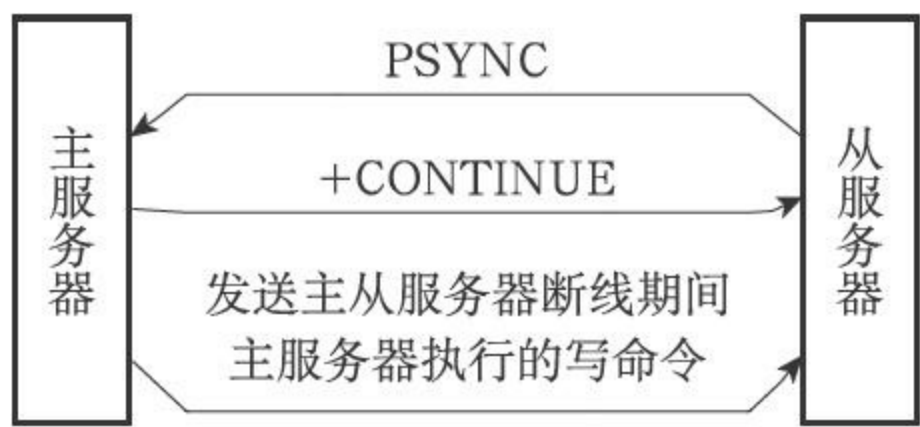 PSYNC
主服务器
从服务器
+CONTINUE
发送主从服务器断线期间
主服务器执行的写命令